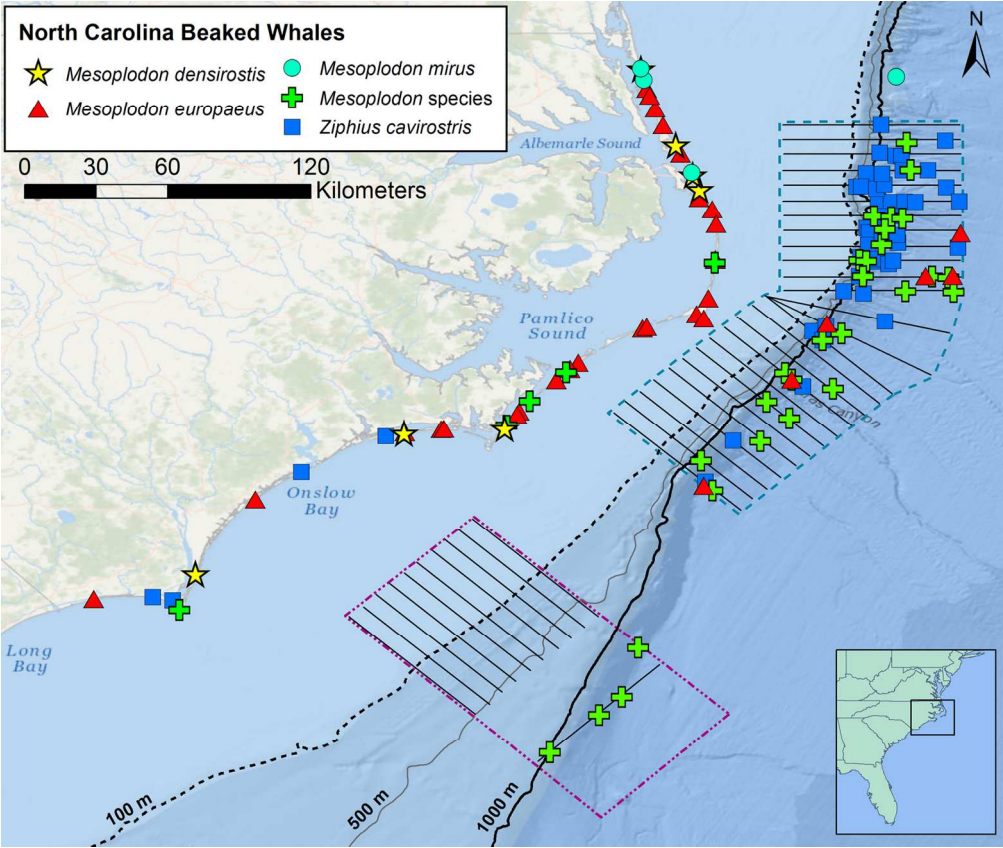 North Carolina Beaked Whales
Mesoplodon densirostis
Mesoplodon europaeus
Mesoplodon mirus
Mesoplodon species
Ziphius cavirostris
0 30 60 120
Kilometers
N
Albemarle Sound
Pamlico
Sound
Canyon
Onslow
Bay
Long
Bay
100 m
500 m
1000 m